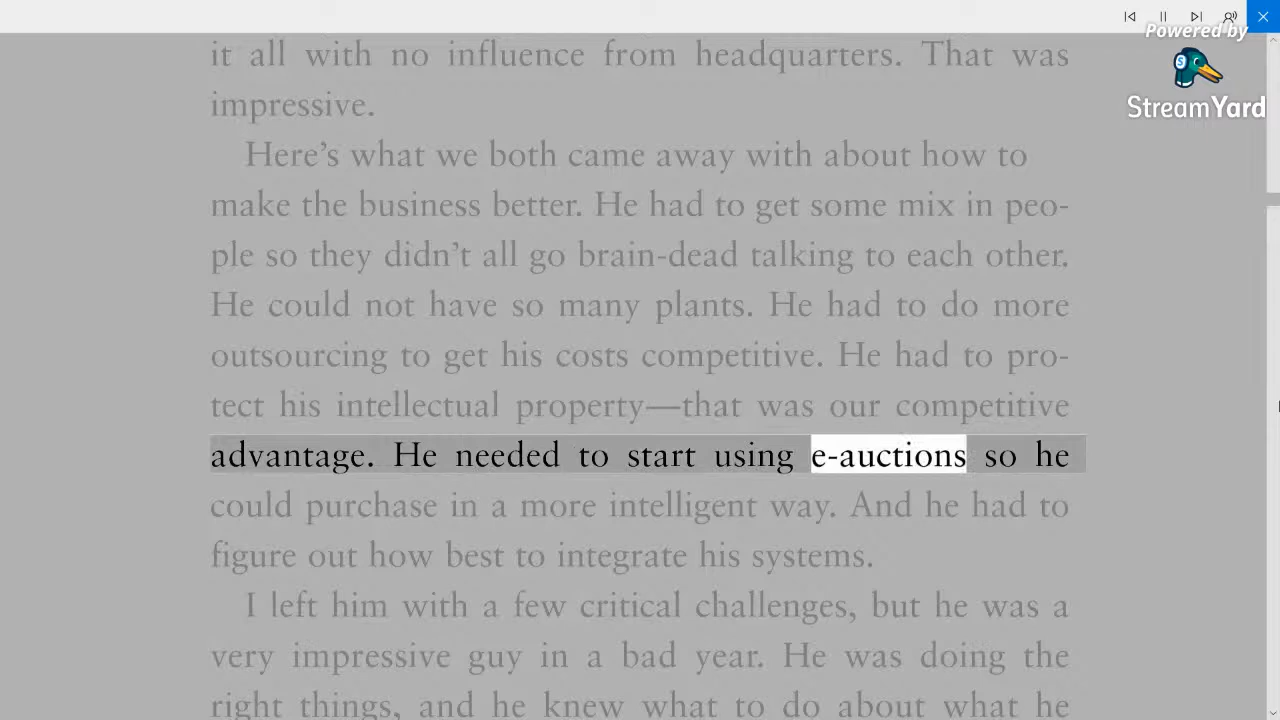 Powered by
StreamYard
it all with no influence from headquarters. That was
impressive.
Here's what we both came away with about how to
make the business better. He had to get some mix in peo-
ple so they didn't all go brain-dead talking to each other.
He could not have so many plants. He had to do more
outsourcing to get his costs competitive. He had to pro-
tect his intellectual property—that was our competitive
advantage. He needed to start using e-auctions so he
could purchase in a more intelligent way. And he had to
figure out how best to integrate his systems.
I left him with a few critical challenges, but he was a
very impressive guy in a bad year. He was doing the
right things, and he knew what to do about what he